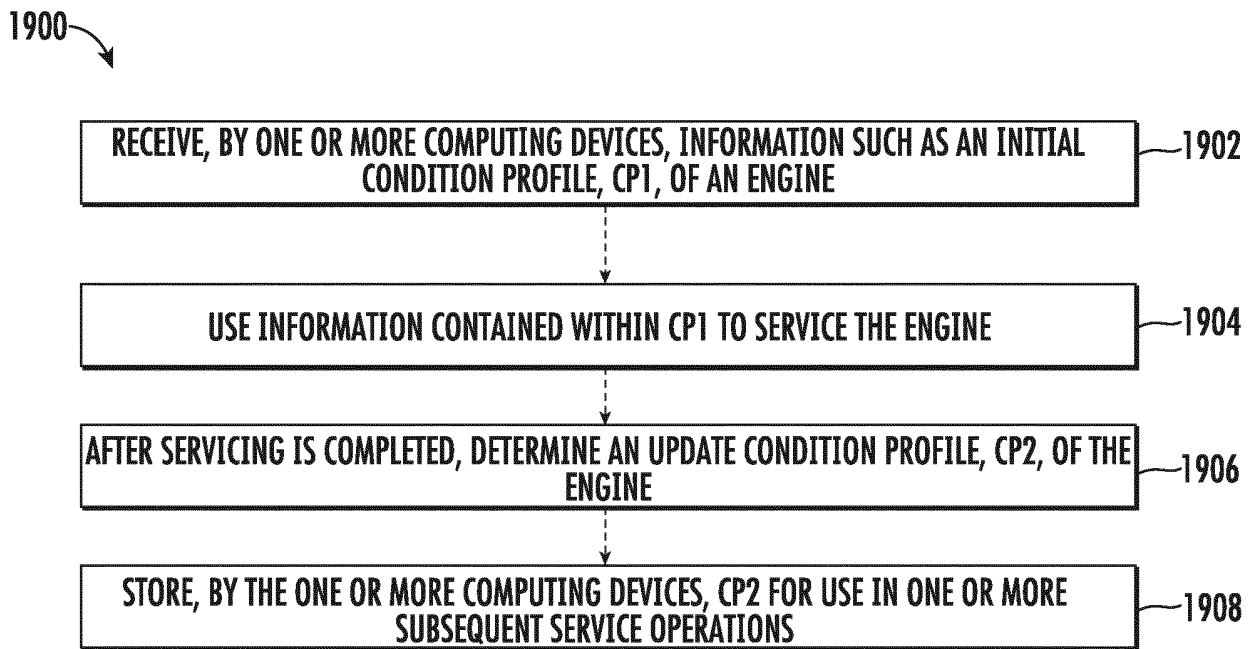 1900
RECEIVE, BY ONE OR MORE COMPUTING DEVICES, INFORMATION SUCH AS AN INITIAL
CONDITION PROFILE, CP1, OF AN ENGINE
1902
USE INFORMATION CONTAINED WITHIN CP1 TO SERVICE THE ENGINE
1904
AFTER SERVICING IS COMPLETED, DETERMINE AN UPDATE CONDITION PROFILE, CP2, OF THE
ENGINE
1906
STORE, BY THE ONE OR MORE COMPUTING DEVICES, CP2 FOR USE IN ONE OR MORE
SUBSEQUENT SERVICE OPERATIONS
1908